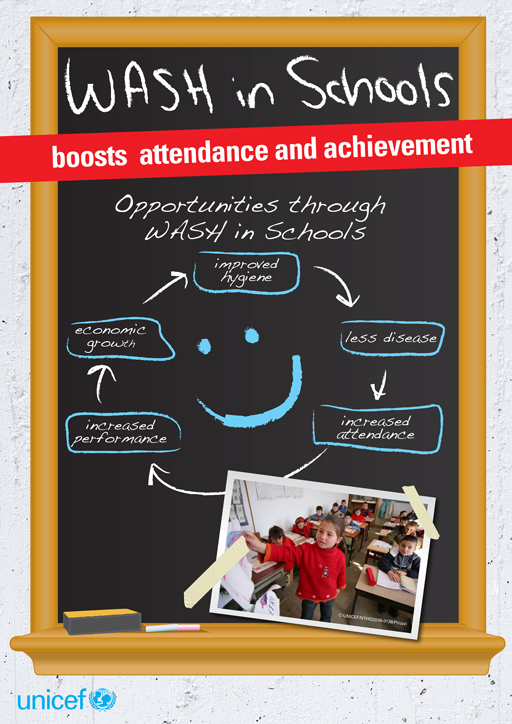 WASH in Schools
boosts attendance and achievement
Opportunities through
WASH in Schools
improved
hygiene
less disease
increased
attendance
increased
performance
economic
growth
© UNICEF/NYHQ2009-0138/Pirozzi
unicef